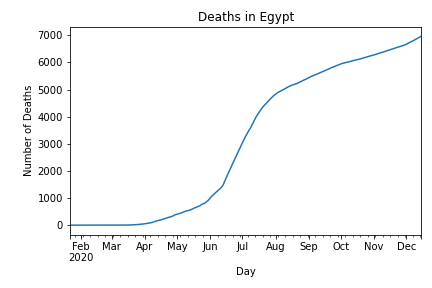 Deaths in Egypt
7000
6000
5000
4000
3000
2000
1000
0
Number of Deaths
Feb Mar Apr May Jun Jul Aug Sep Oct Nov Dec
2020
Day